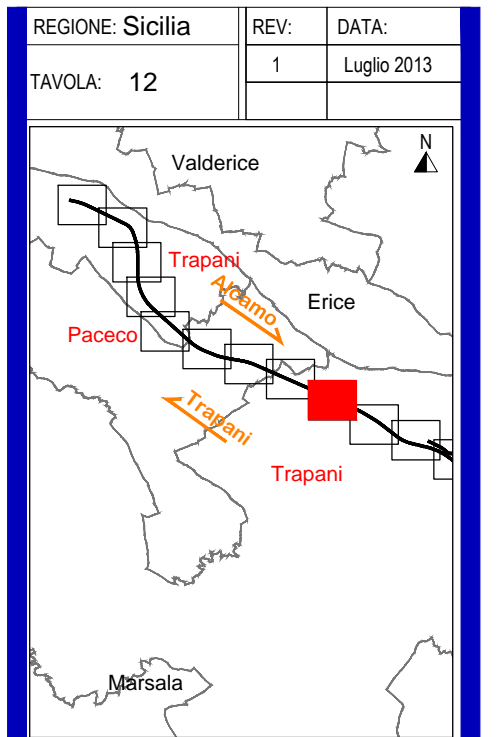 REGIONE: Sicilia
REV:
DATA:
TAVOLA: 12
1
Luglio 2013
N
Valderice
Trapani
Alcamo
Erice
Paceco
Trapani
Trapani
Marsala